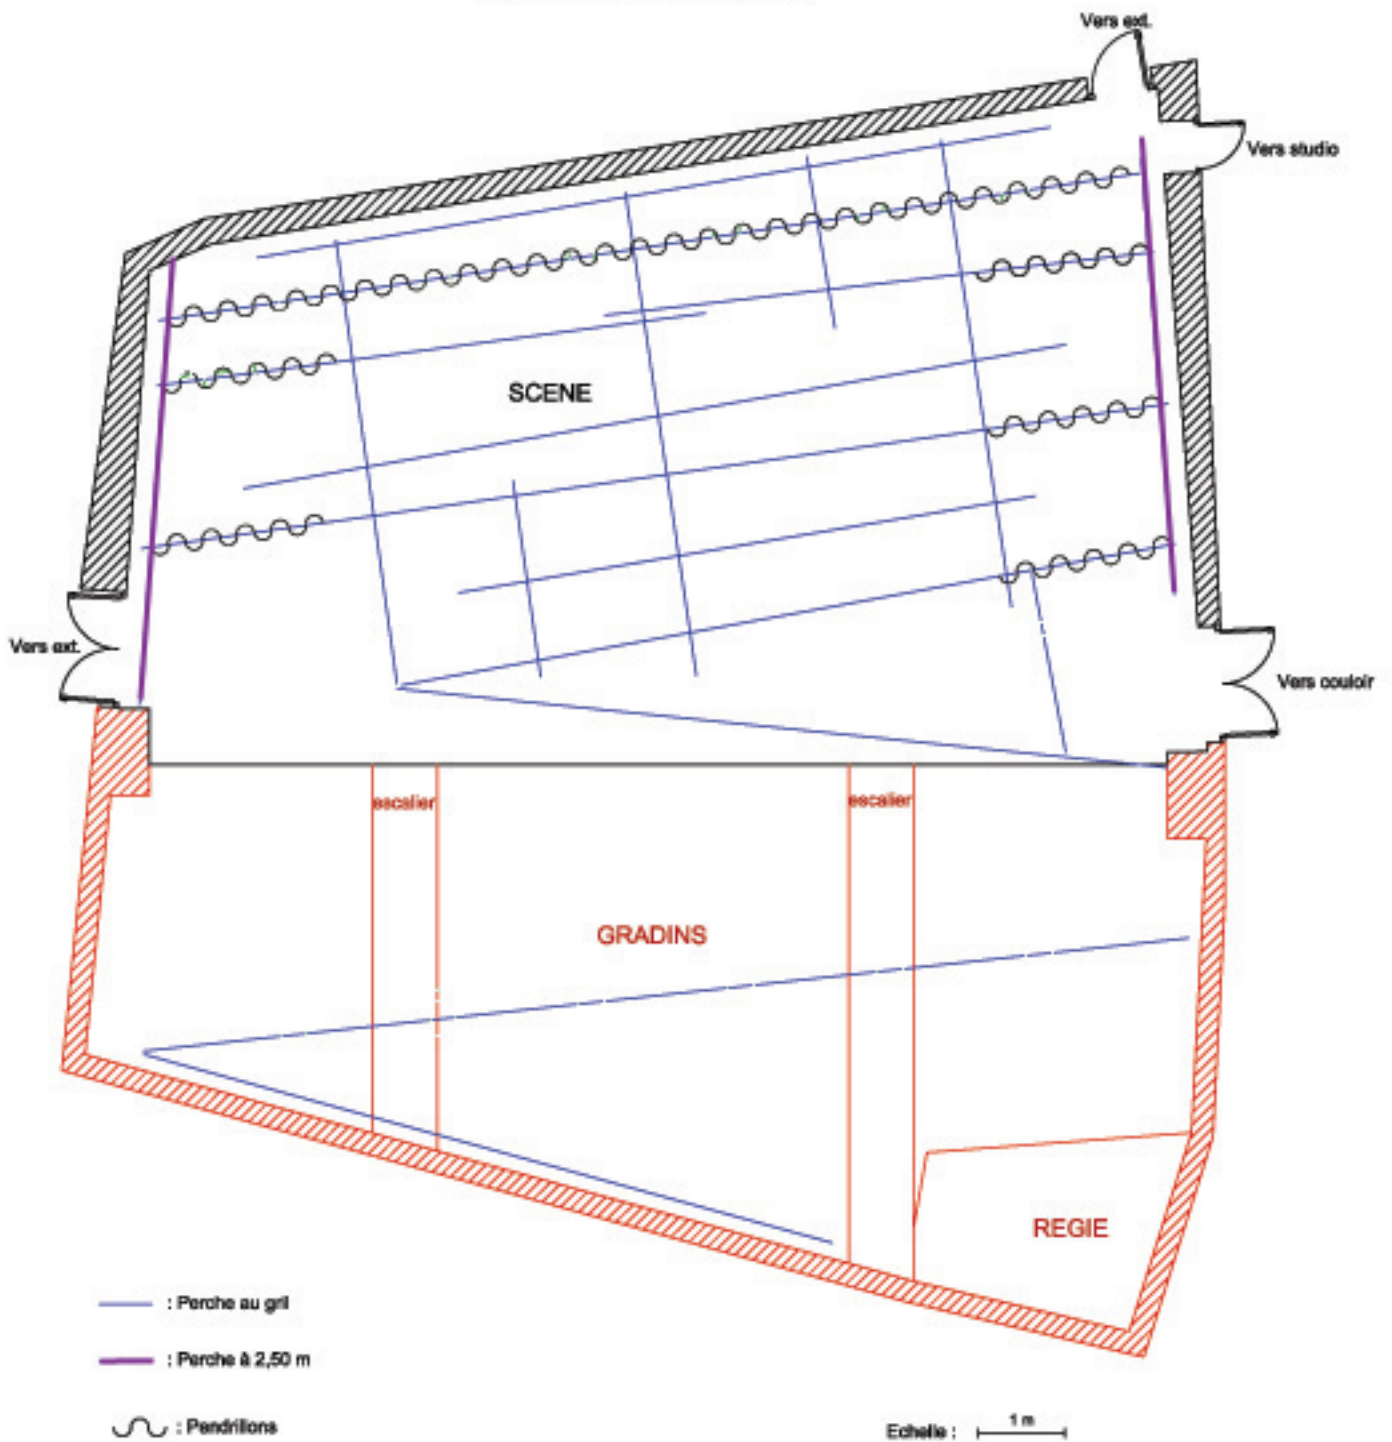 Vers ext.
Vers studio
SCENE
Vers ext.
Vers couloir
escalier
escalier
GRADINS
REGIE
: Perche au gril
: Perche à 2,50 m
: Pendrillons
Echelle :
1 m